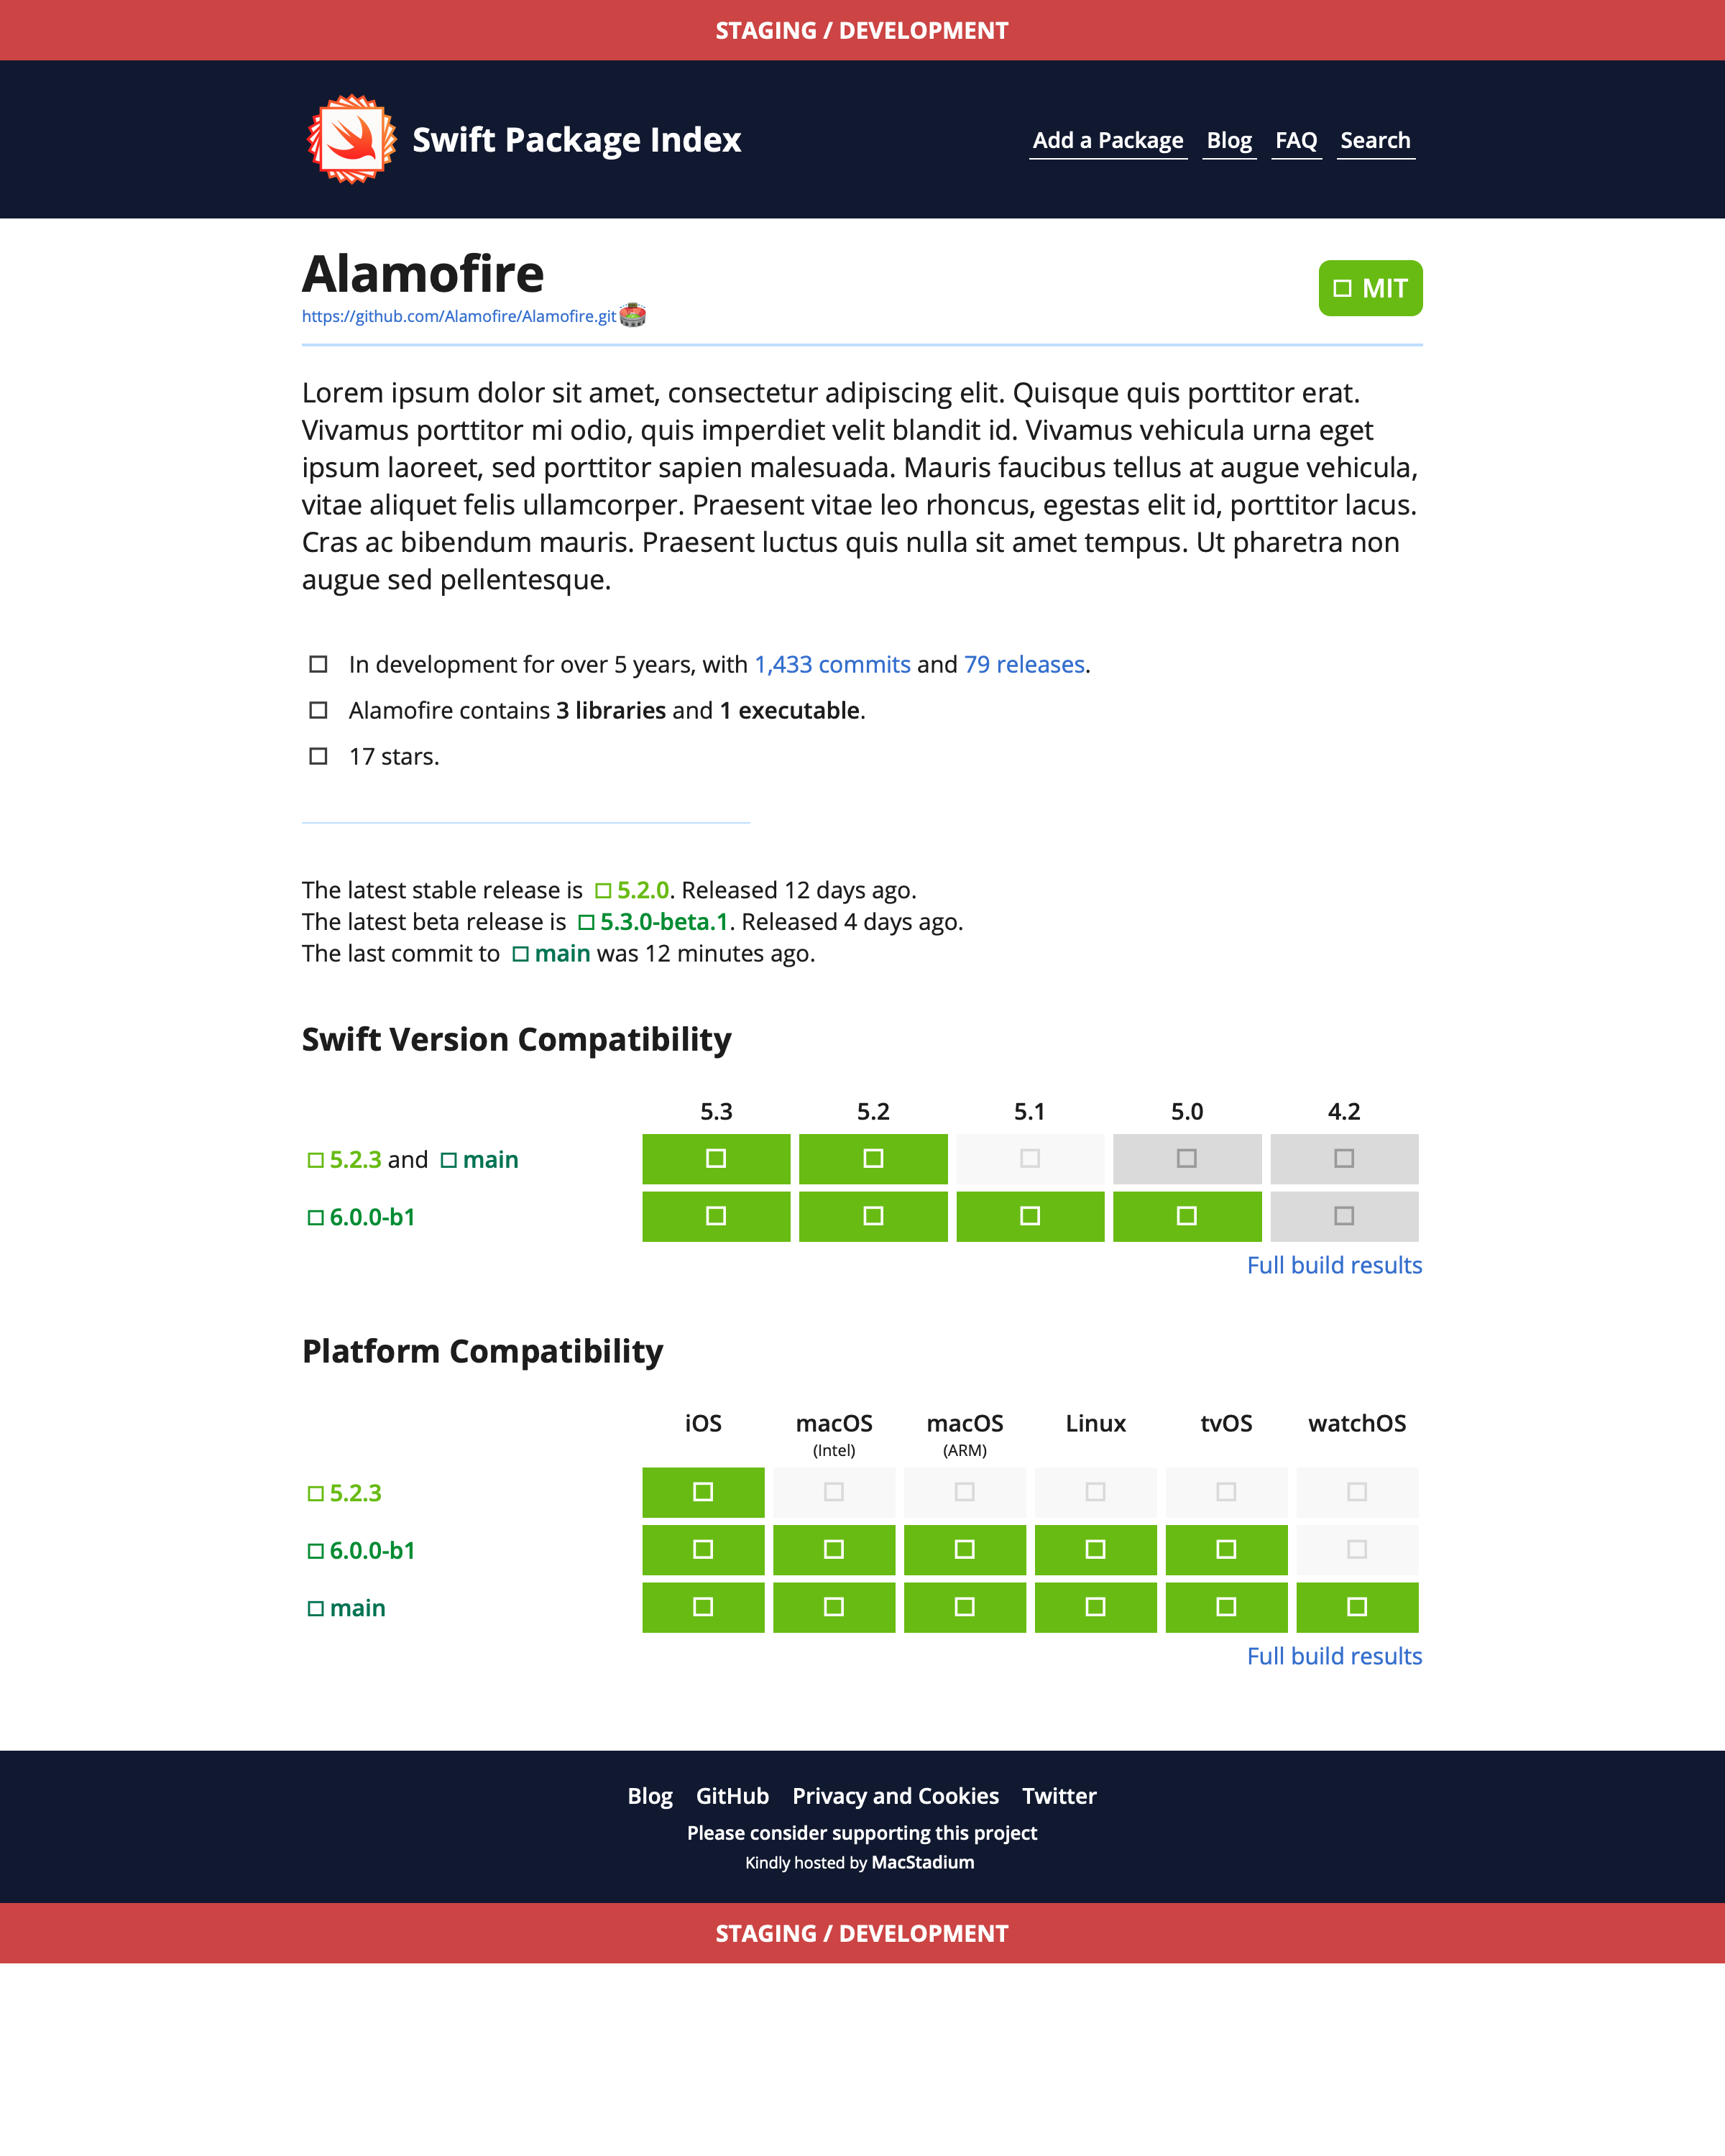 STAGING / DEVELOPMENT
Swift Package Index
Add a Package Blog FAQ Search
Alamofire
MIT
https://github.com/Alamofire/Alamofire.git
Lorem ipsum dolor sit amet, consectetur adipiscing elit. Quisque quis porttitor erat.
Vivamus porttitor mi odio, quis imperdiet velit blandit id. Vivamus vehicula urna eget
ipsum laoreet, sed porttitor sapien malesuada. Mauris faucibus tellus at augue vehicula,
vitae aliquet felis ullamcorper. Praesent vitae leo rhoncus, egestas elit id, porttitor lacus.
Cras ac bibendum mauris. Praesent luctus quis nulla sit amet tempus. Ut pharetra non
augue sed pellentesque.
In development for over 5 years, with 1,433 commits and 79 releases.
Alamofire contains 3 libraries and 1 executable.
17 stars.
The latest stable release is 5.2.0. Released 12 days ago.
The latest beta release is 5.3.0-beta.1. Released 4 days ago.
The last commit to main was 12 minutes ago.
Swift Version Compatibility
5.3 5.2 5.1 5.0 4.2
5.2.3 and main
6.0.0-b1
Full build results
Platform Compatibility
iOS macOS macOS Linux tvOS watchOS
(Intel) (ARM)
5.2.3
6.0.0-b1
main
Full build results
Blog GitHub Privacy and Cookies Twitter
Please consider supporting this project
Kindly hosted by MacStadium
STAGING / DEVELOPMENT